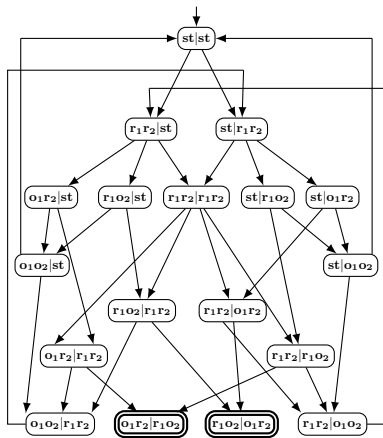 st|st
r₁r₂|st st|r₁r₂
o₁r₂|st r₁o₂|st r₁r₂|r₁r₂ st|r₁o₂ st|o₁r₂
o₁o₂|st st|o₁o₂
r₁o₂|r₁r₂ r₁r₂|o₁r₂
o₁r₂|r₁r₂ r₁r₂|r₁o₂
o₁o₂|r₁r₂ o₁r₂|r₁o₂ r₁o₂|o₁r₂ r₁r₂|o₁o₂